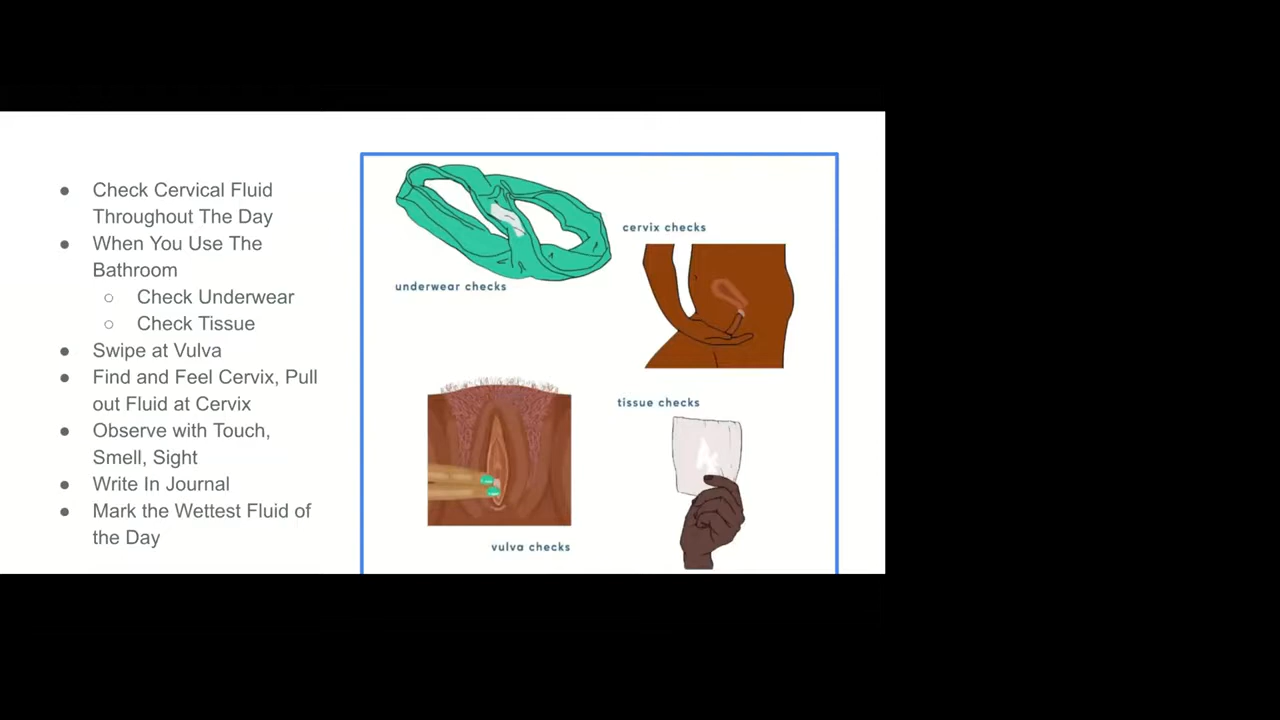 Check Cervical Fluid
Throughout The Day
When You Use The
Bathroom
Check Underwear
Check Tissue
Swipe at Vulva
Find and Feel Cervix, Pull
out Fluid at Cervix
Observe with Touch,
Smell, Sight
Write In Journal
Mark the Wettest Fluid of
the Day
cervix checks
underwear checks
tissue checks
vulva checks